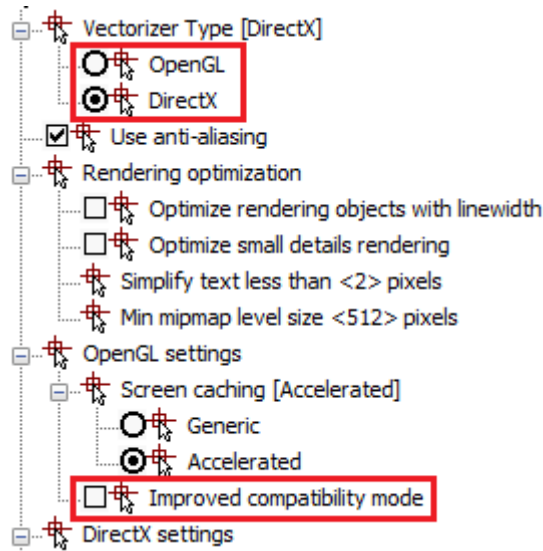 Vectorizer Type [DirectX]
OpenGL
DirectX
Use anti-aliasing
Rendering optimization
Optimize rendering objects with linewidth
Optimize small details rendering
Simplify text less than <2> pixels
Min mipmap level size <512> pixels
OpenGL settings
Screen caching [Accelerated]
Generic
Accelerated
Improved compatibility mode
DirectX settings